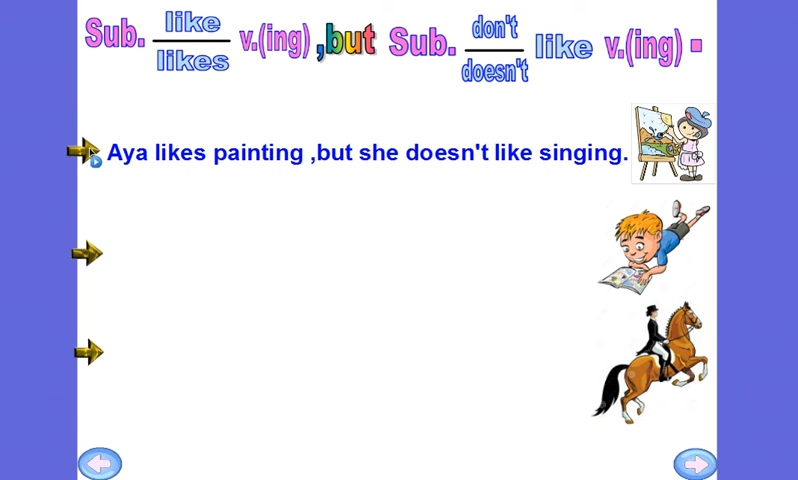 Sub. like/likes v.(ing) ,but Sub. don't/doesn't like v.(ing)
Aya likes painting ,but she doesn't like singing.